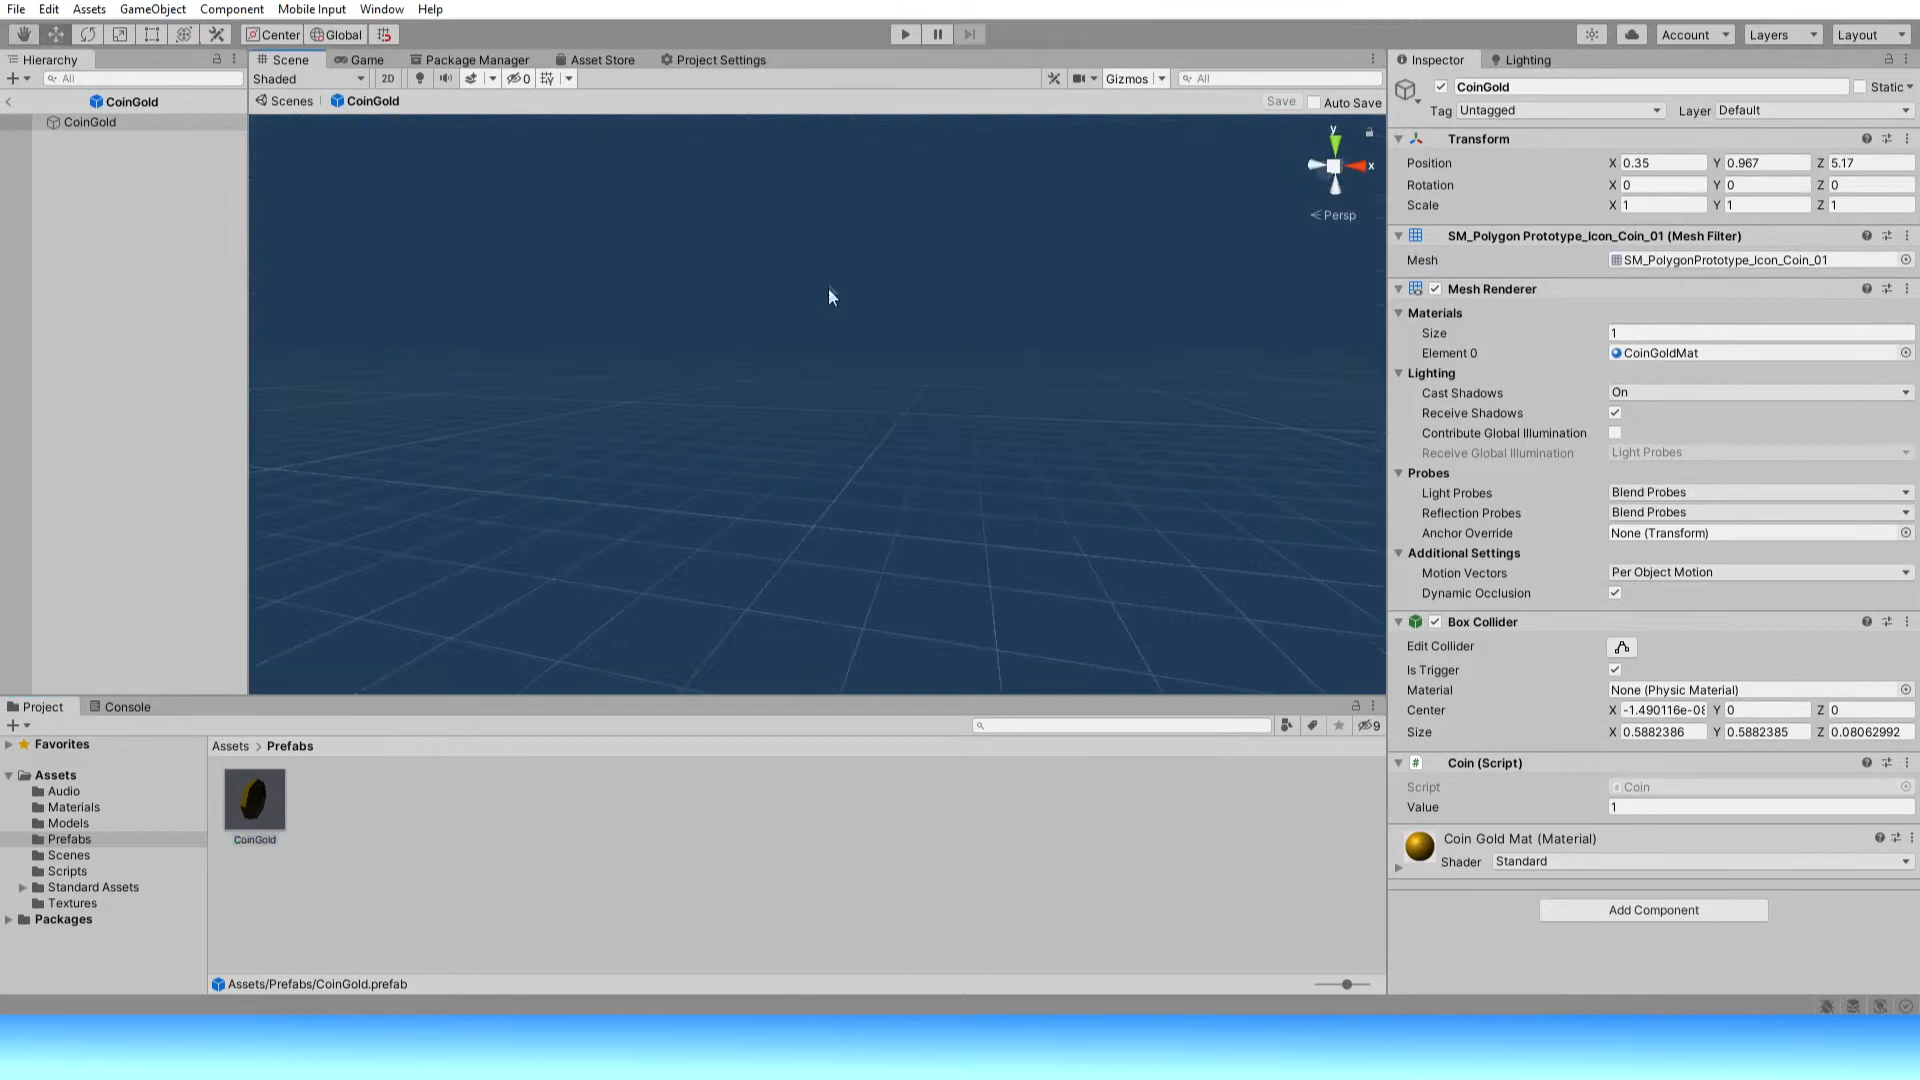 File Edit Assets GameObject Component Mobile Input Window Help
Center Global Account Layers Layout
Hierarchy Scene Game Package Manager Asset Store Project Settings Inspector Lighting
All Shaded 2D 0 Gizmos All
CoinGold Scenes CoinGold Save Auto Save
CoinGold
y
x
Persp
CoinGold Static
Tag Untagged Layer Default
Transform
Position X 0.35 Y 0.967 Z 5.17
Rotation X 0 Y 0 Z 0
Scale X 1 Y 1 Z 1
SM_Polygon Prototype_Icon_Coin_01 (Mesh Filter)
Mesh SM_PolygonPrototype_Icon_Coin_01
Mesh Renderer
Materials
Size 1
Element 0 CoinGoldMat
Lighting
Cast Shadows On
Receive Shadows
Contribute Global Illumination
Receive Global Illumination Light Probes
Probes
Light Probes Blend Probes
Reflection Probes Blend Probes
Anchor Override None (Transform)
Additional Settings
Motion Vectors Per Object Motion
Dynamic Occlusion
Box Collider
Edit Collider
Is Trigger
Material None (Physic Material)
Center X -1.490116e-08 Y 0 Z 0
Size X 0.5882386 Y 0.5882385 Z 0.08062992
Coin (Script)
Script # Coin
Value 1
Coin Gold Mat (Material)
Shader Standard
Add Component
Project Console
9
Favorites
Assets
Audio
Materials
Models
Prefabs
Scenes
Scripts
Standard Assets
Textures
Packages
Assets > Prefabs
CoinGold
Assets/Prefabs/CoinGold.prefab